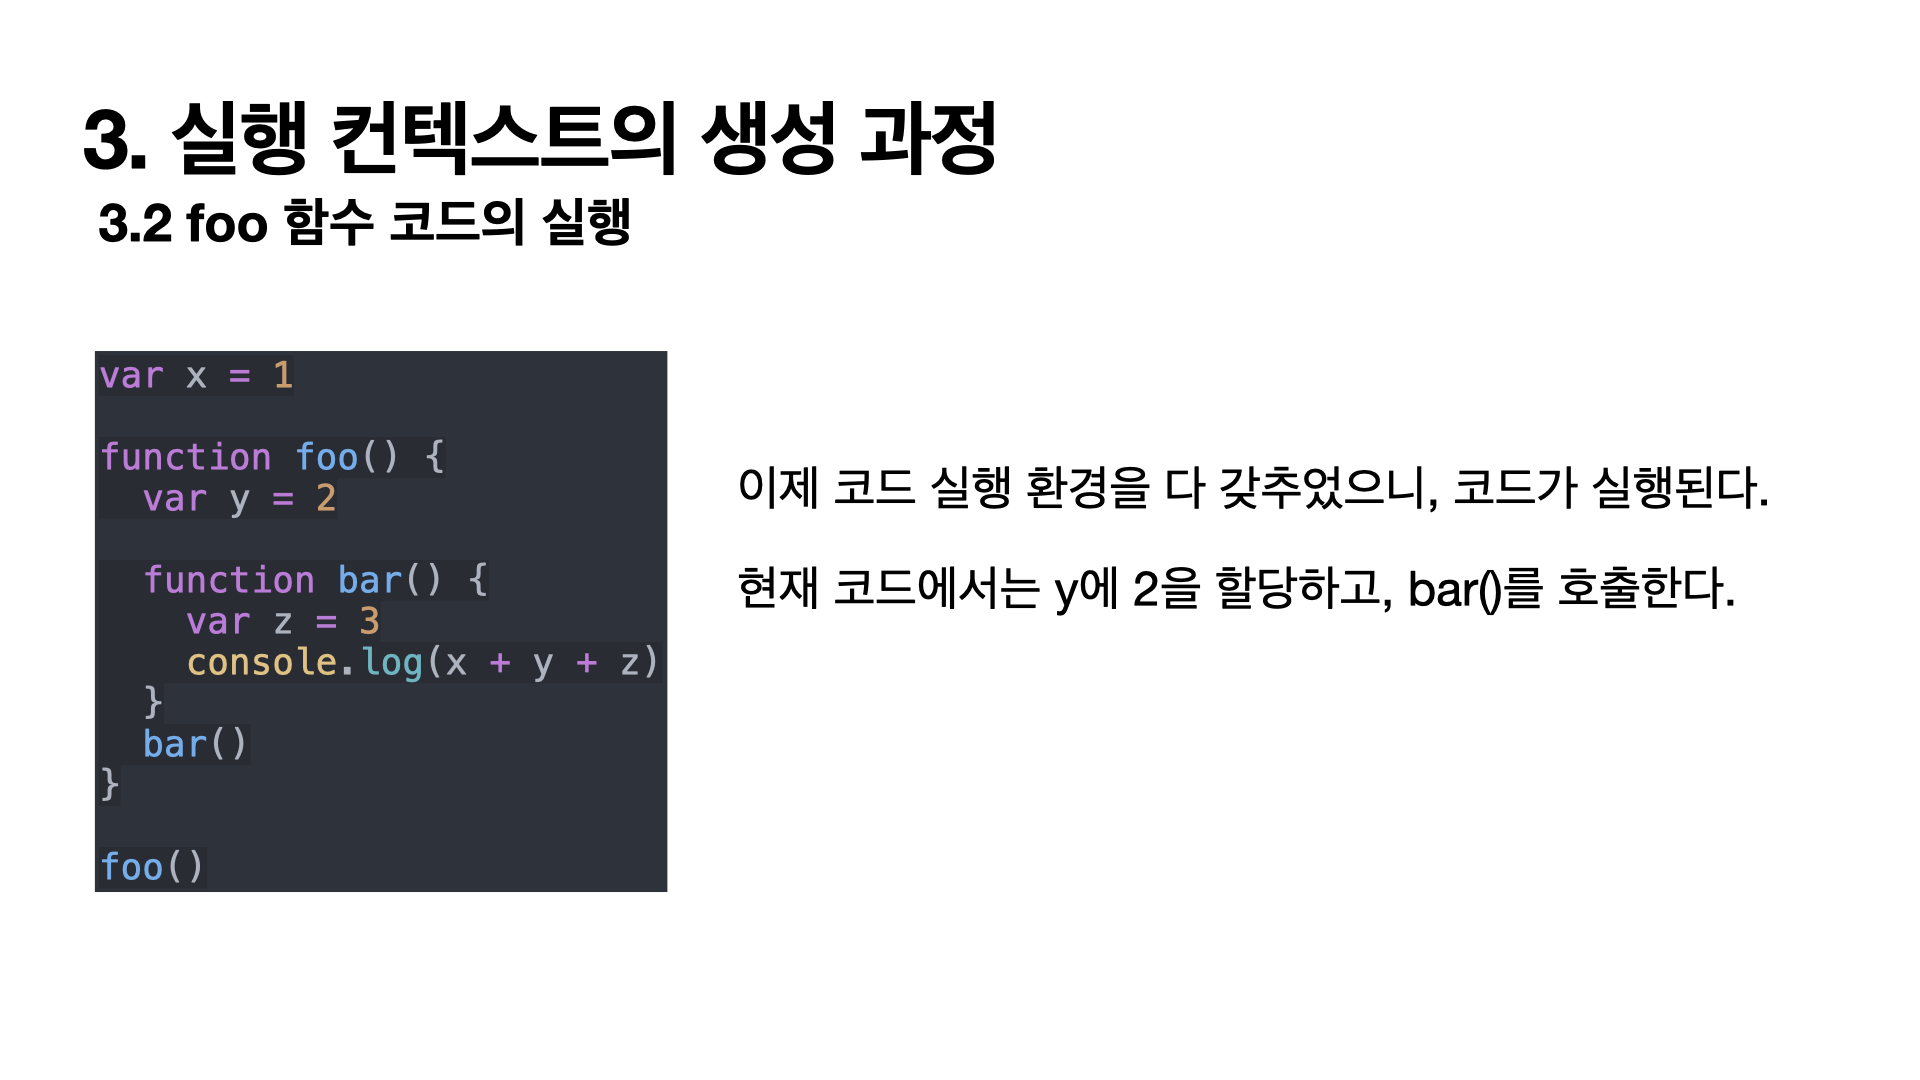 3. 실행 컨텍스트의 생성 과정
3.2 foo 함수 코드의 실행
var x = 1
function foo() {
  var y = 2
  function bar() {
    var z = 3
    console.log(x + y + z)
  }
  bar()
}
foo()
이제 코드 실행 환경을 다 갖추었으니, 코드가 실행된다.
현재 코드에서는 y에 2을 할당하고, bar()를 호출한다.